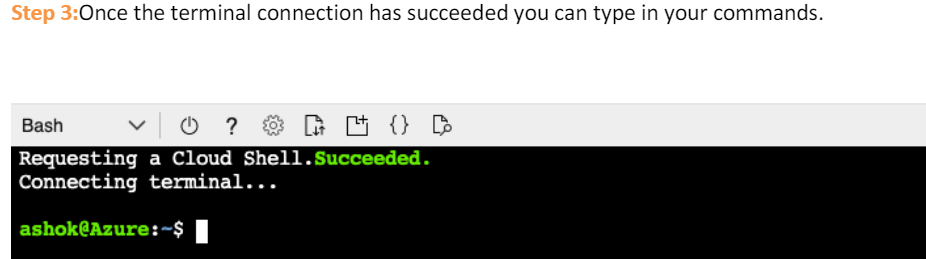 Step 3:Once the terminal connection has succeeded you can type in your commands.
Bash ? {}
Requesting a Cloud Shell.Succeeded.
Connecting terminal...
ashok@Azure:~$